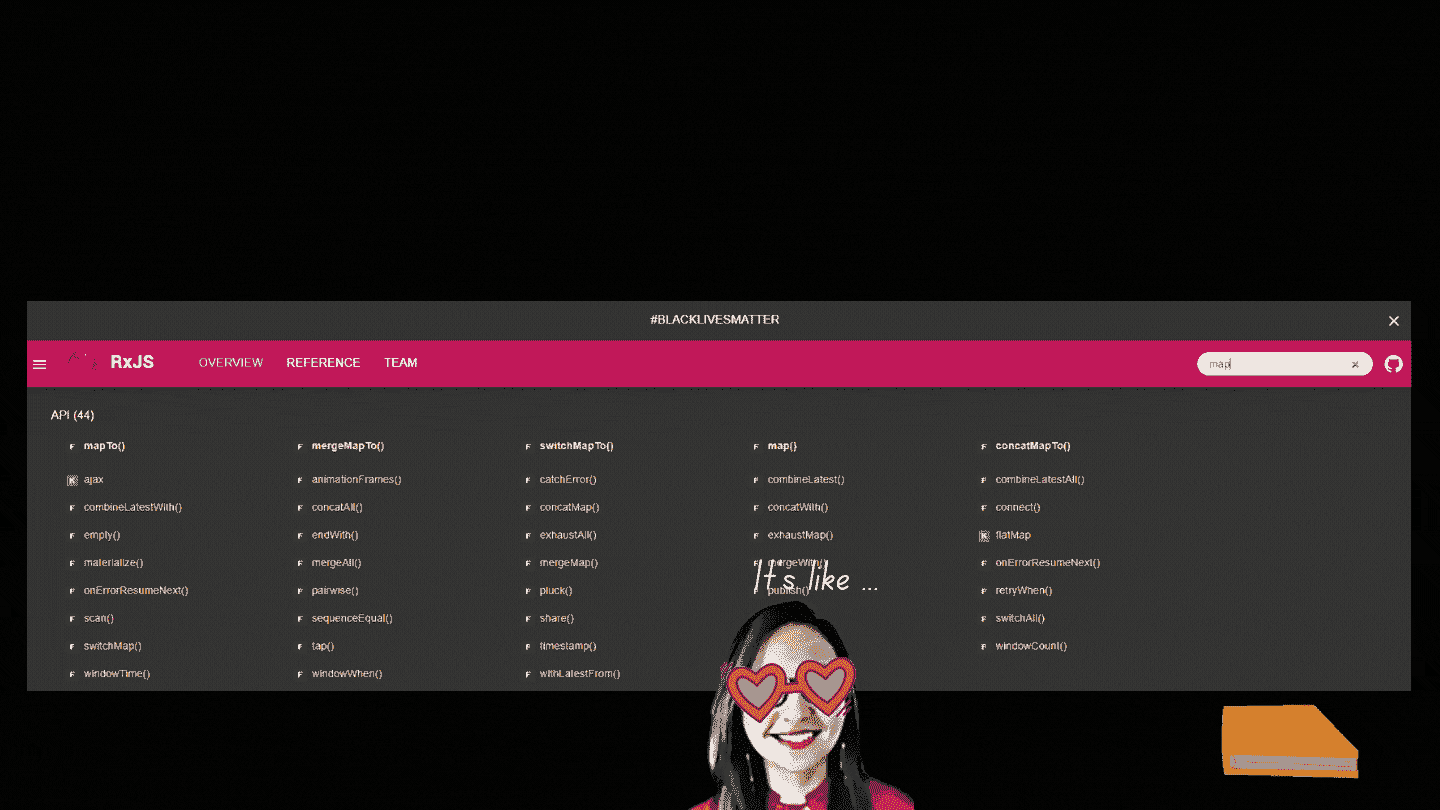 #BLACKLIVESMATTER
RxJS OVERVIEW REFERENCE TEAM map
API (44)
mapTo() mergeMapTo() switchMapTo() map() concatMapTo()
ajax animationFrames() catchError() combineLatest() combineLatestAll()
combineLatestWith() concatAll() concatMap() concatWith() connect()
empty() endWith() exhaustAll() exhaustMap() flatMap
materialize() mergeAll() mergeMap() mergeWith() onErrorResumeNext()
It's like ...
onErrorResumeNext() pairwise() pluck() publish() retryWhen()
scan() sequenceEqual() share() switchAll()
switchMap() tap() timestamp() windowCount()
windowTime() windowWhen() withLatestFrom()